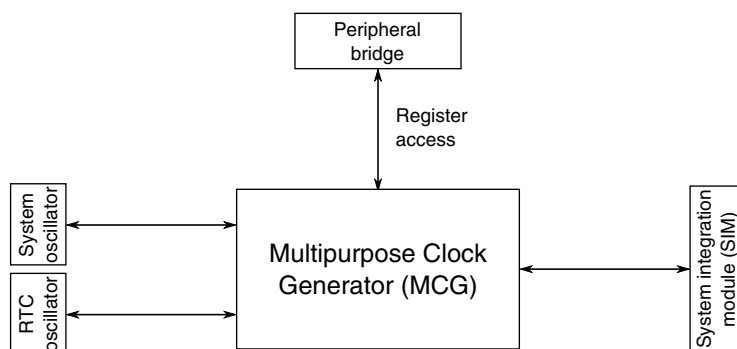 Peripheral
bridge
Register
access
System
oscillator
Multipurpose Clock
Generator (MCG)
RTC
oscillator
System integration
module (SIM)